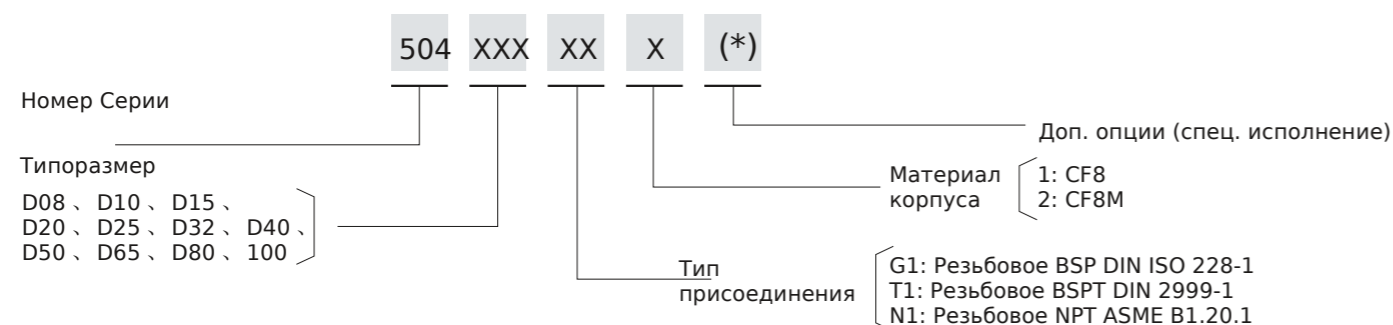 504 XXX XX X (*)
Номер Серии
Доп. опции (спец. исполнение)
Типоразмер
D08 、 D10 、 D15 、
D20 、 D25 、 D32 、 D40 、
D50 、 D65 、 D80 、 100
Материал
корпуса
1: CF8
2: CF8M
Тип
присоединения
G1: Резьбовое BSP DIN ISO 228-1
T1: Резьбовое BSPT DIN 2999-1
N1: Резьбовое NPT ASME B1.20.1